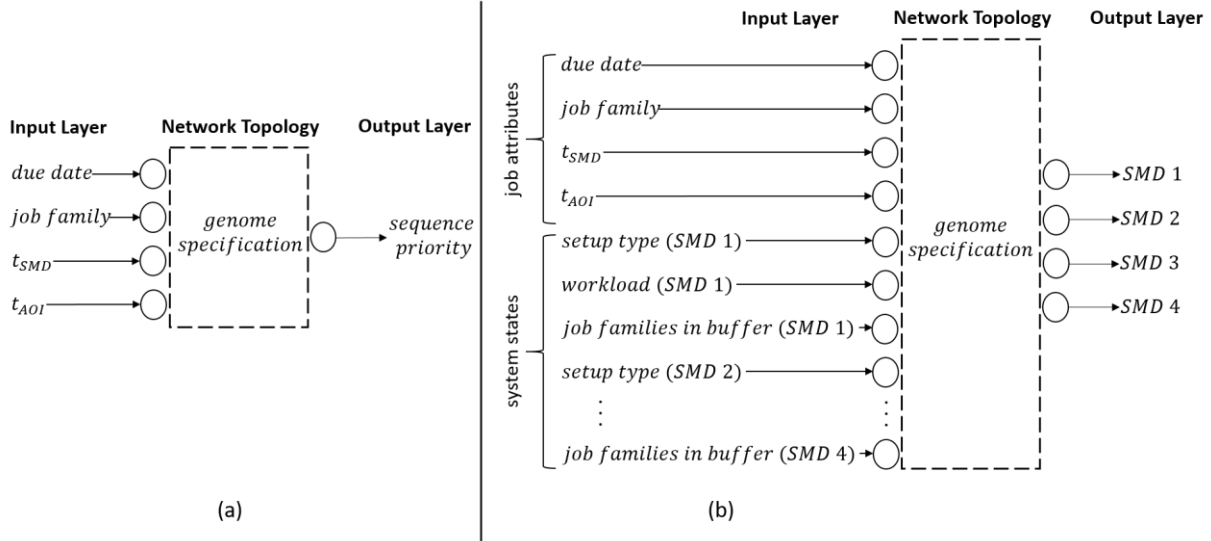 Input Layer Network Topology Output Layer
due date
job family
t_SMD
t_AOI
genome
specification
sequence
priority
(a)
Input Layer Network Topology Output Layer
job attributes
due date
job family
t_SMD
t_AOI
system states
setup type (SMD 1)
workload (SMD 1)
job families in buffer (SMD 1)
setup type (SMD 2)
⋮ ⋮
job families in buffer (SMD 4)
genome
specification
SMD 1
SMD 2
SMD 3
SMD 4
(b)